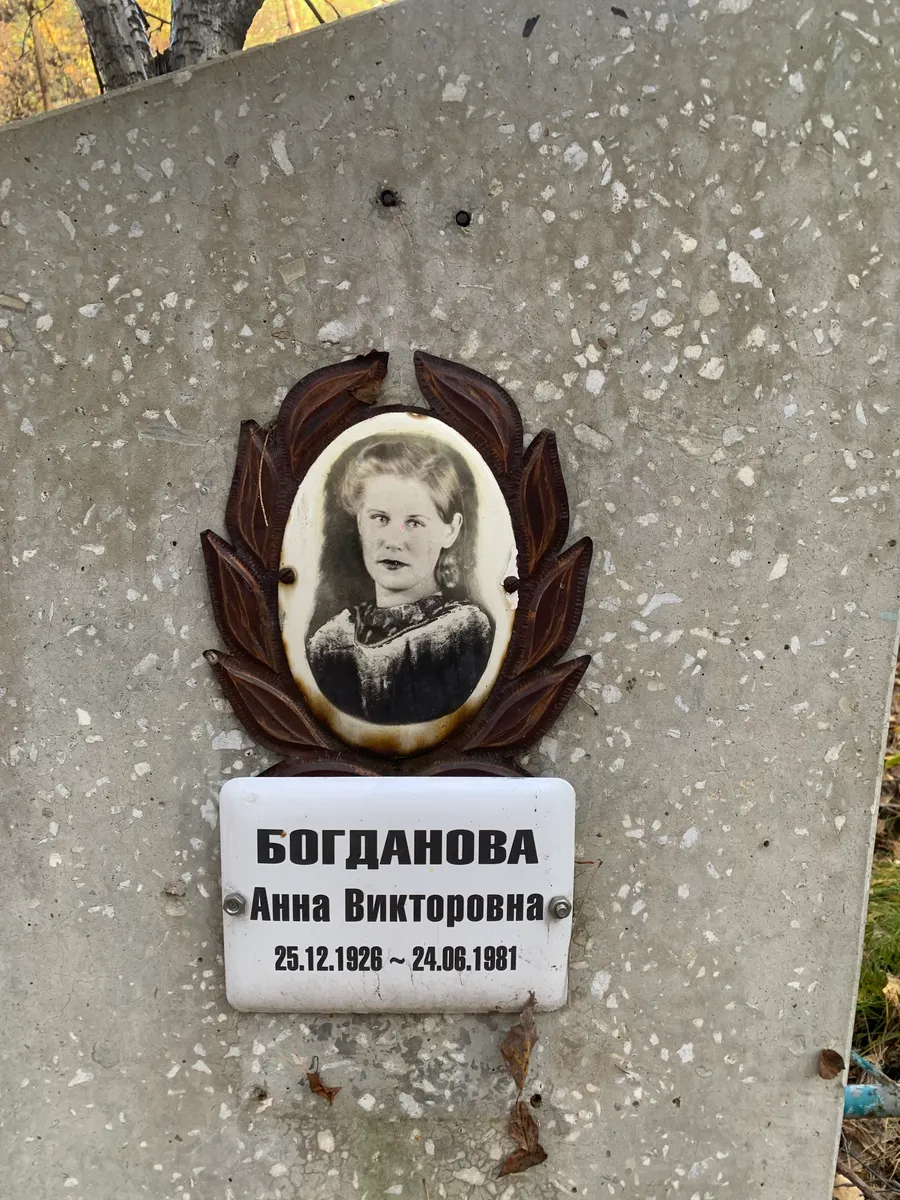 БОГДАНОВА
Анна Викторовна
25.12.1926 ~ 24.06.1981